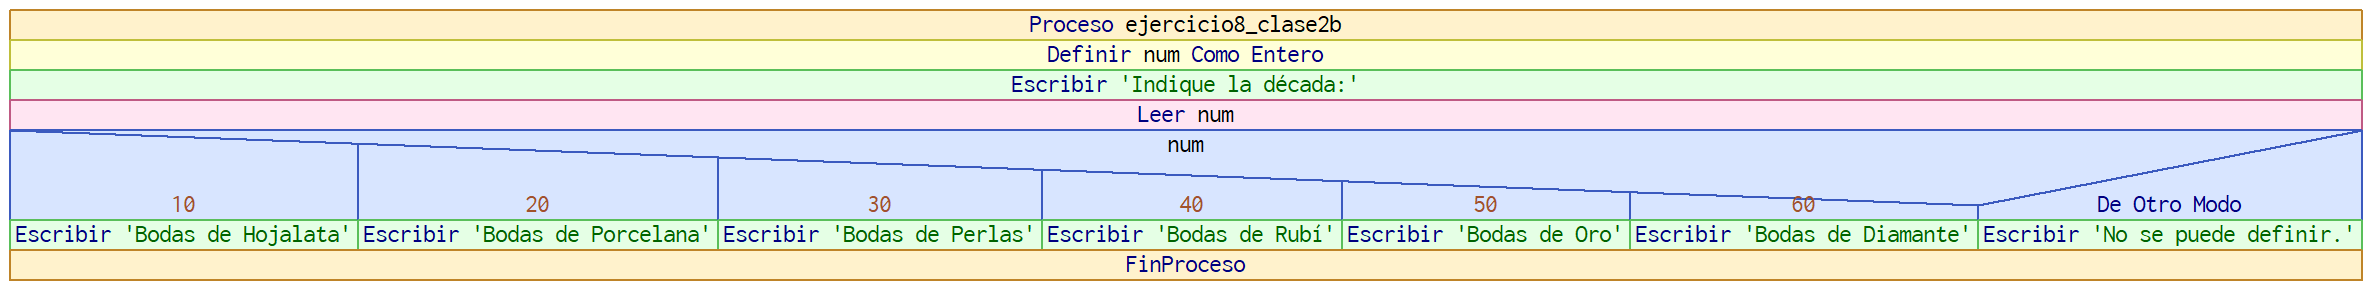 Proceso ejercicio8_clase2b
Definir num Como Entero
Escribir 'Indique la década:'
Leer num
num
10 20 30 40 50 60 De Otro Modo
Escribir 'Bodas de Hojalata' Escribir 'Bodas de Porcelana' Escribir 'Bodas de Perlas' Escribir 'Bodas de Rubí' Escribir 'Bodas de Oro' Escribir 'Bodas de Diamante' Escribir 'No se puede definir.'
FinProceso